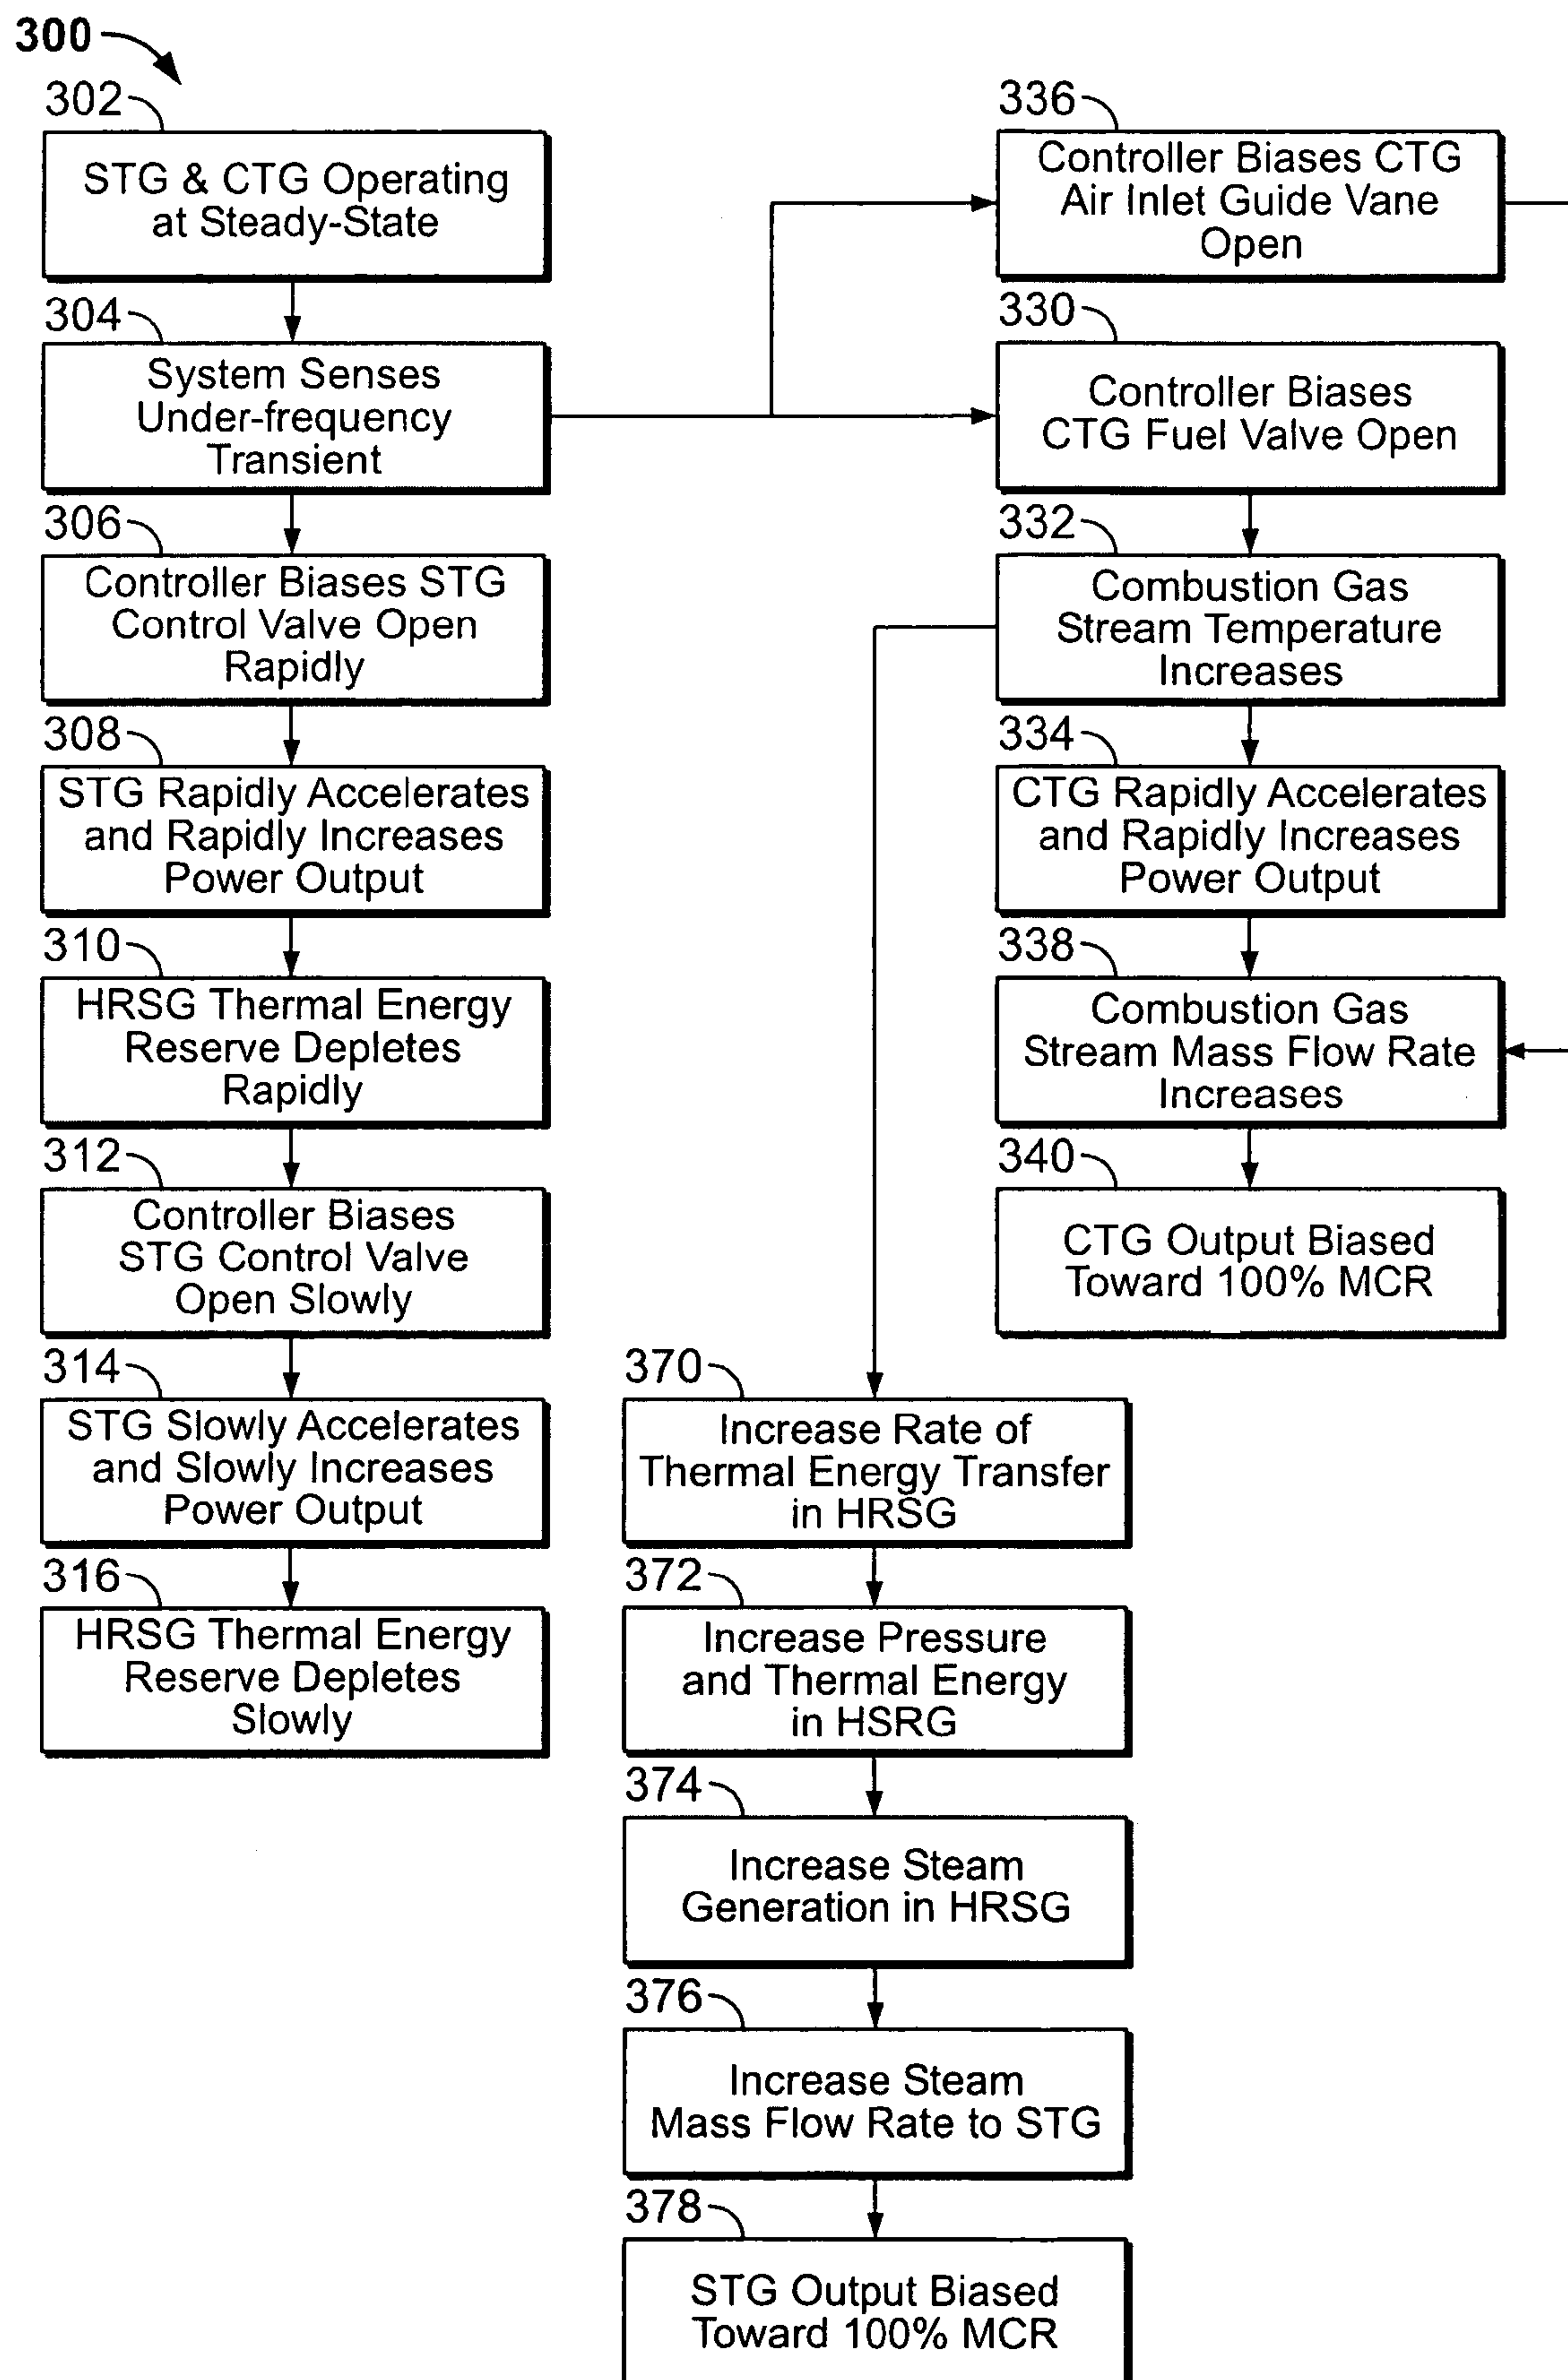 300
302
STG & CTG Operating
at Steady-State
304
System Senses
Under-frequency
Transient
306
Controller Biases STG
Control Valve Open
Rapidly
308
STG Rapidly Accelerates
and Rapidly Increases
Power Output
310
HRSG Thermal Energy
Reserve Depletes
Rapidly
312
Controller Biases
STG Control Valve
Open Slowly
314
STG Slowly Accelerates
and Slowly Increases
Power Output
316
HRSG Thermal Energy
Reserve Depletes
Slowly
336
Controller Biases CTG
Air Inlet Guide Vane
Open
330
Controller Biases
CTG Fuel Valve Open
332
Combustion Gas
Stream Temperature
Increases
334
CTG Rapidly Accelerates
and Rapidly Increases
Power Output
338
Combustion Gas
Stream Mass Flow Rate
Increases
340
CTG Output Biased
Toward 100% MCR
370
Increase Rate of
Thermal Energy Transfer
in HRSG
372
Increase Pressure
and Thermal Energy
in HSRG
374
Increase Steam
Generation in HRSG
376
Increase Steam
Mass Flow Rate to STG
378
STG Output Biased
Toward 100% MCR